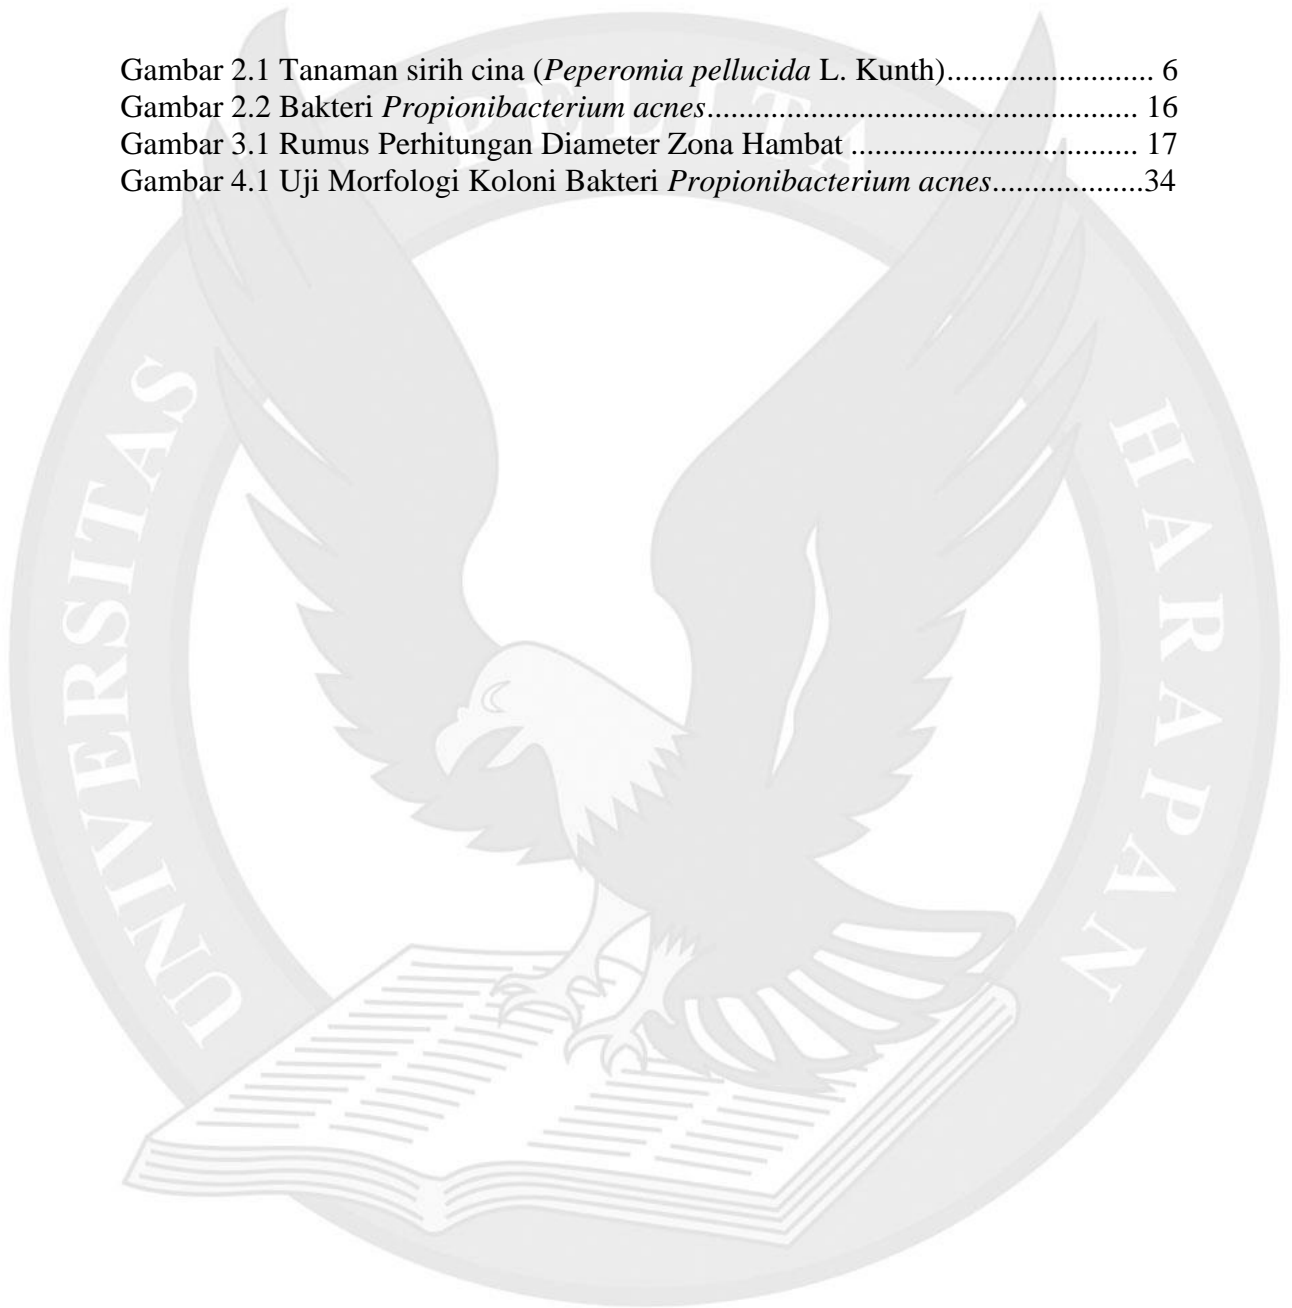 Gambar 2.1 Tanaman sirih cina (Peperomia pellucida L. Kunth).......................... 6
Gambar 2.2 Bakteri Propionibacterium acnes...................................................... 16
Gambar 3.1 Rumus Perhitungan Diameter Zona Hambat .................................... 17
Gambar 4.1 Uji Morfologi Koloni Bakteri Propionibacterium acnes...................34
UNIVERSITAS
PELITA
HARAPAN